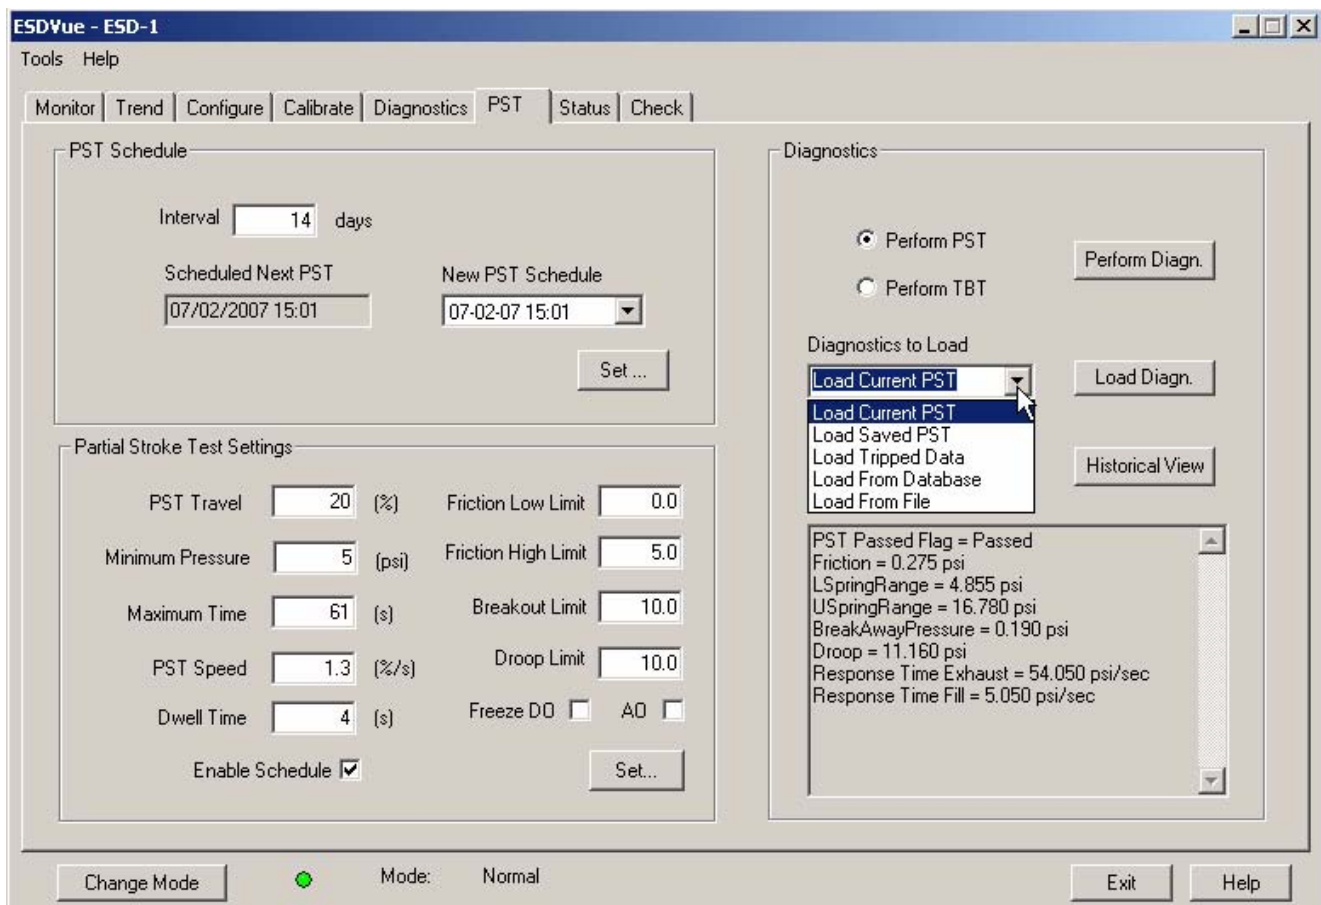 ESDVue - ESD-1
Tools Help
Monitor Trend Configure Calibrate Diagnostics PST Status Check
PST Schedule
Interval 14 days
Scheduled Next PST
07/02/2007 15:01
New PST Schedule
07-02-07 15:01
Set ...
Partial Stroke Test Settings
PST Travel 20 (%)
Minimum Pressure 5 (psi)
Maximum Time 61 (s)
PST Speed 1.3 (%/s)
Dwell Time 4 (s)
Enable Schedule
Friction Low Limit 0.0
Friction High Limit 5.0
Breakout Limit 10.0
Droop Limit 10.0
Freeze DO AO
Set...
Diagnostics
Perform PST
Perform TBT
Perform Diagn.
Diagnostics to Load
Load Current PST
Load Diagn.
Load Current PST
Load Saved PST
Load Tripped Data
Load From Database
Load From File
Historical View
PST Passed Flag = Passed
Friction = 0.275 psi
LSpringRange = 4.855 psi
USpringRange = 16.780 psi
BreakAwayPressure = 0.190 psi
Droop = 11.160 psi
Response Time Exhaust = 54.050 psi/sec
Response Time Fill = 5.050 psi/sec
Change Mode Mode: Normal Exit Help